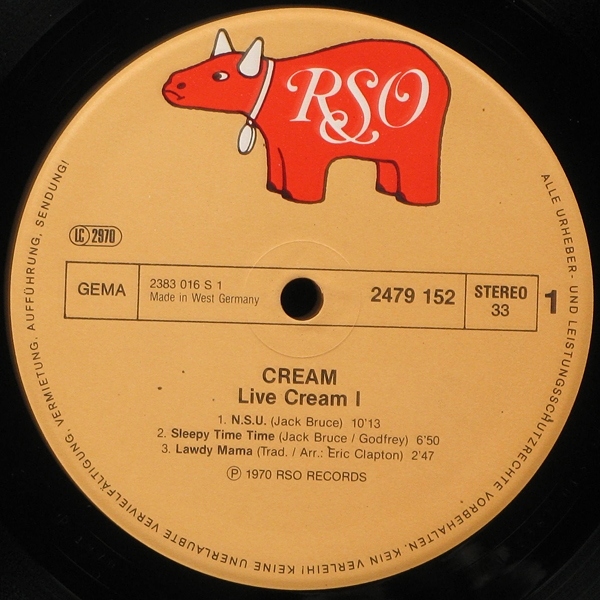 RSO
LC 2970
GEMA
2383 016 S 1
Made in West Germany
2479 152
STEREO
33
1
CREAM
Live Cream I
1. N.S.U. (Jack Bruce) 10'13
2. Sleepy Time Time (Jack Bruce / Godfrey) 6'50
3. Lawdy Mama (Trad. / Arr.: Eric Clapton) 2'47
Ⓟ 1970 RSO RECORDS
ALLE URHEBER- UND LEISTUNGSSCHUTZRECHTE VORBEHALTEN. KEIN VERLEIH! KEINE UNERLAUBTE VERVIELFÄLTIGUNG, VERMIETUNG, AUFFÜHRUNG, SENDUNG!